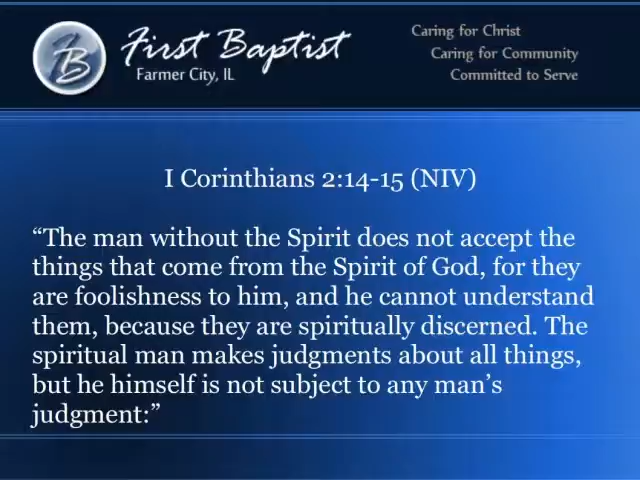 FB
First Baptist
Farmer City, IL
Caring for Christ
Caring for Community
Committed to Serve
I Corinthians 2:14-15 (NIV)
“The man without the Spirit does not accept the
things that come from the Spirit of God, for they
are foolishness to him, and he cannot understand
them, because they are spiritually discerned. The
spiritual man makes judgments about all things,
but he himself is not subject to any man’s
judgment:”